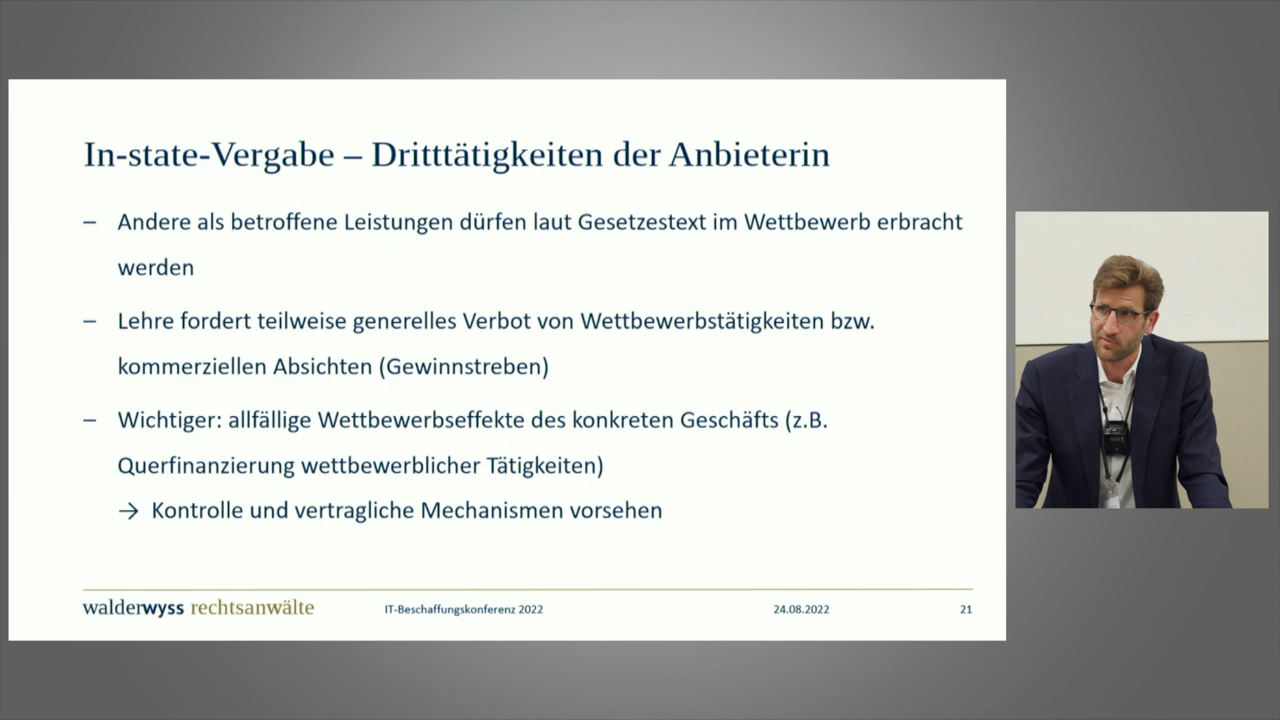 In-state-Vergabe – Dritttätigkeiten der Anbieterin
– Andere als betroffene Leistungen dürfen laut Gesetzestext im Wettbewerb erbracht
werden
– Lehre fordert teilweise generelles Verbot von Wettbewerbstätigkeiten bzw.
kommerziellen Absichten (Gewinnstreben)
– Wichtiger: allfällige Wettbewerbseffekte des konkreten Geschäfts (z.B.
Querfinanzierung wettbewerblicher Tätigkeiten)
→ Kontrolle und vertragliche Mechanismen vorsehen
walderwyss rechtsanwälte IT-Beschaffungskonferenz 2022 24.08.2022 21